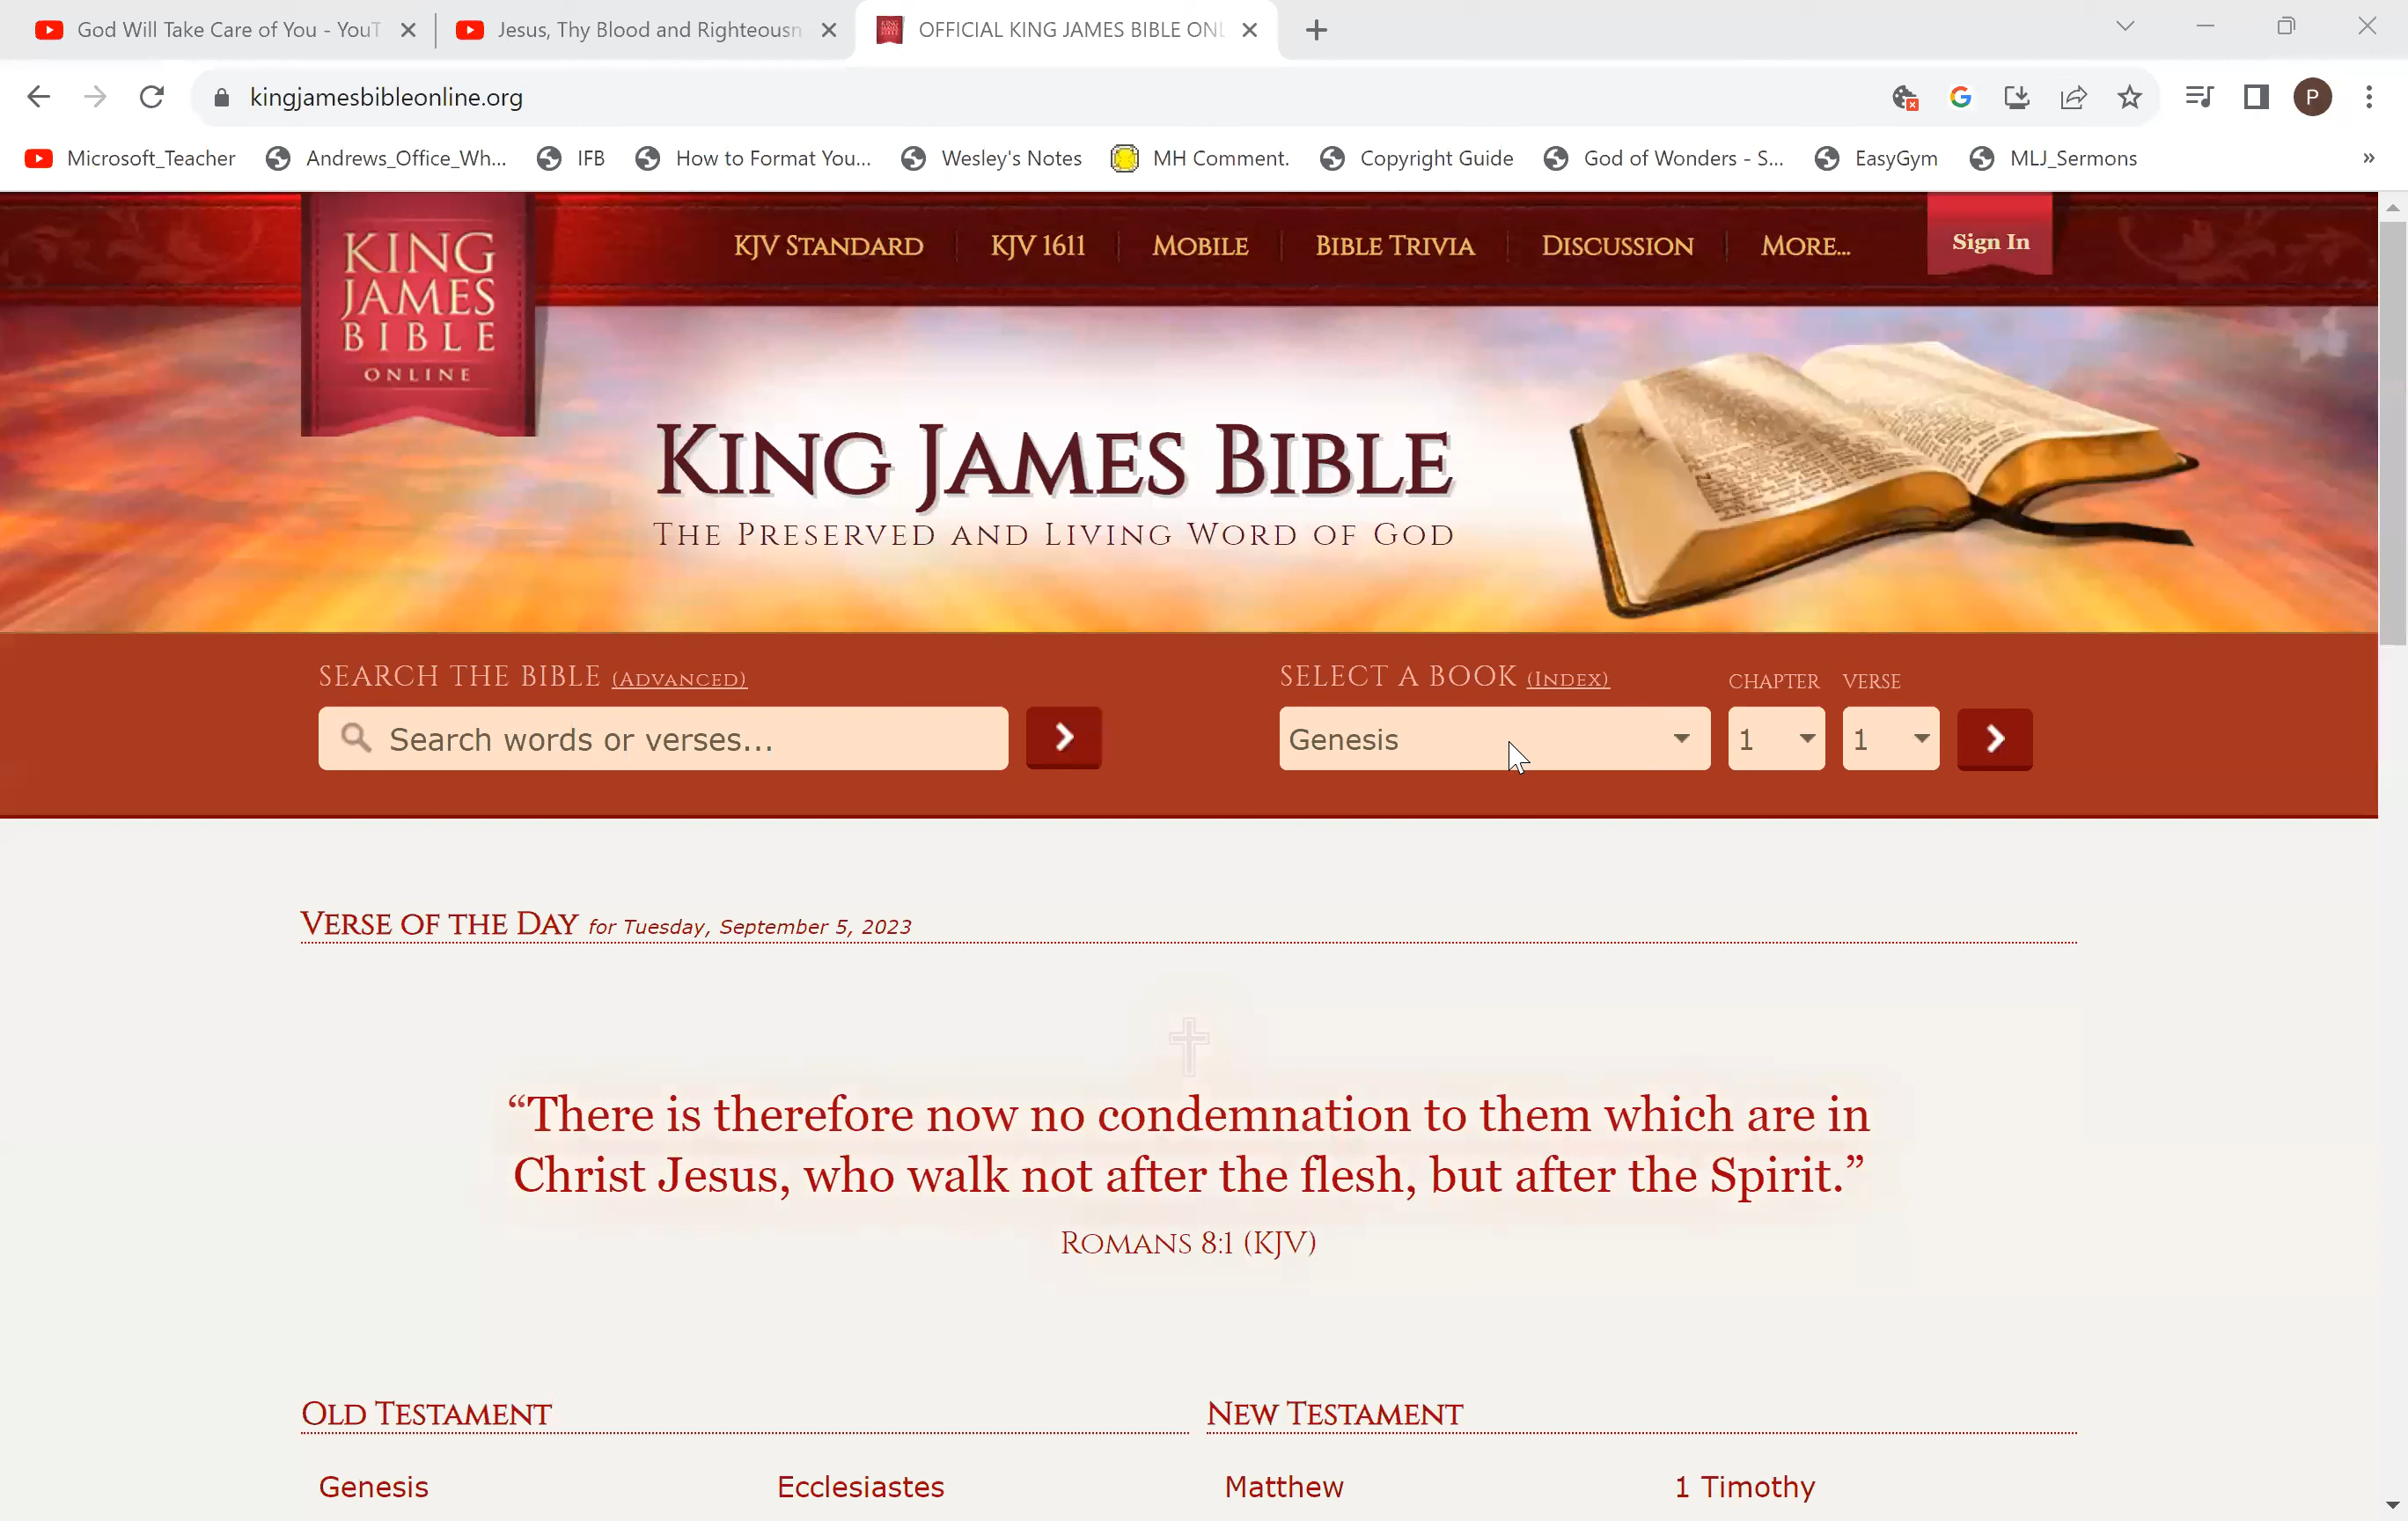 God Will Take Care of You - YouT
Jesus, Thy Blood and Righteousn
OFFICIAL KING JAMES BIBLE ONL
kingjamesbibleonline.org
P
Microsoft_Teacher
Andrews_Office_Wh...
IFB
How to Format You...
Wesley's Notes
MH Comment.
Copyright Guide
God of Wonders - S...
EasyGym
MLJ_Sermons
»
KING
JAMES
BIBLE
ONLINE
KJV STANDARD
KJV 1611
MOBILE
BIBLE TRIVIA
DISCUSSION
MORE...
Sign In
KING JAMES BIBLE
THE PRESERVED AND LIVING WORD OF GOD
SEARCH THE BIBLE (ADVANCED)
Search words or verses...
SELECT A BOOK (INDEX)
CHAPTER
VERSE
Genesis
1
1
VERSE OF THE DAY for Tuesday, September 5, 2023
“There is therefore now no condemnation to them which are in
Christ Jesus, who walk not after the flesh, but after the Spirit.”
ROMANS 8:1 (KJV)
OLD TESTAMENT
NEW TESTAMENT
Genesis
Ecclesiastes
Matthew
1 Timothy